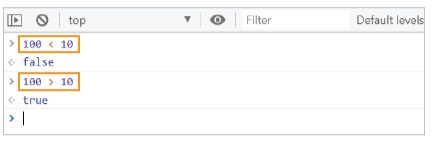 top Filter Default levels
> 100 < 10
false
> 100 > 10
true
>